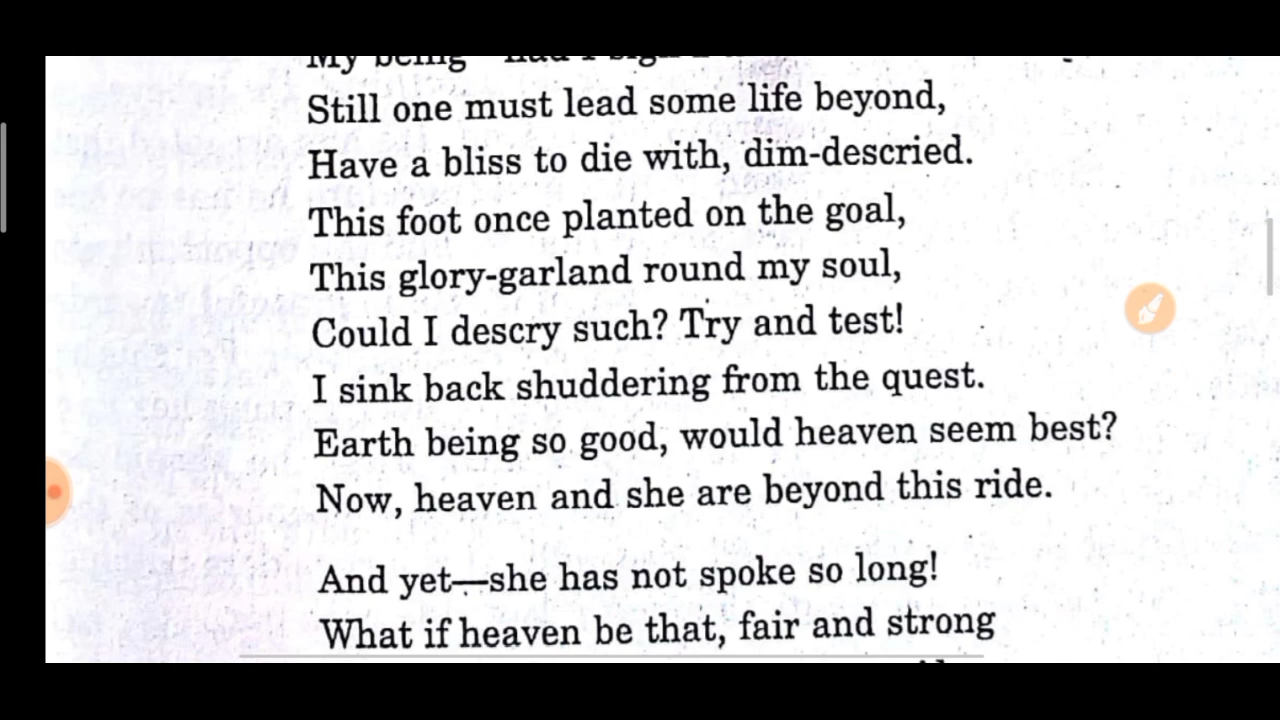 My being
Still one must lead some life beyond,
Have a bliss to die with, dim-descried.
This foot once planted on the goal,
This glory-garland round my soul,
Could I descry such? Try and test!
I sink back shuddering from the quest.
Earth being so good, would heaven seem best?
Now, heaven and she are beyond this ride.
And yet—she has not spoke so long!
What if heaven be that, fair and strong